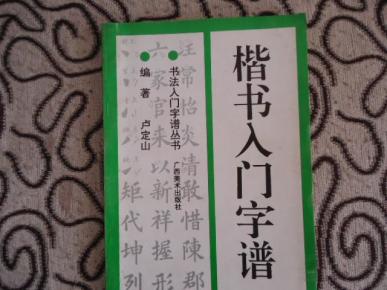 楷书入门字谱
汪常怡炎清敢惜陳郡
书法入门字谱丛书
广西美术出版社
六家官来以新祥握形
编著 卢定山
矩代坤列